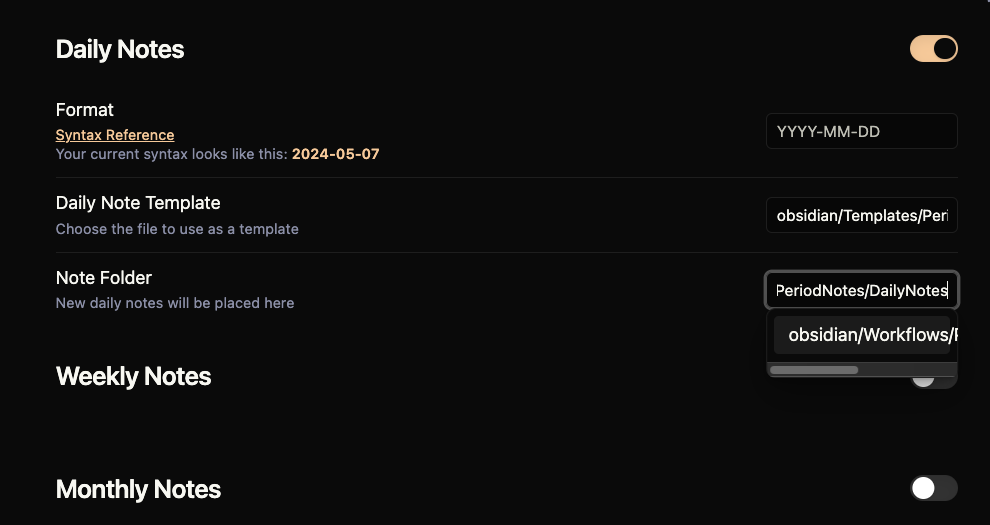 Daily Notes
Format
Syntax Reference
Your current syntax looks like this: 2024-05-07
YYYY-MM-DD
Daily Note Template
Choose the file to use as a template
obsidian/Templates/Peri
Note Folder
New daily notes will be placed here
PeriodNotes/DailyNotes
obsidian/Workflows/
Weekly Notes
Monthly Notes